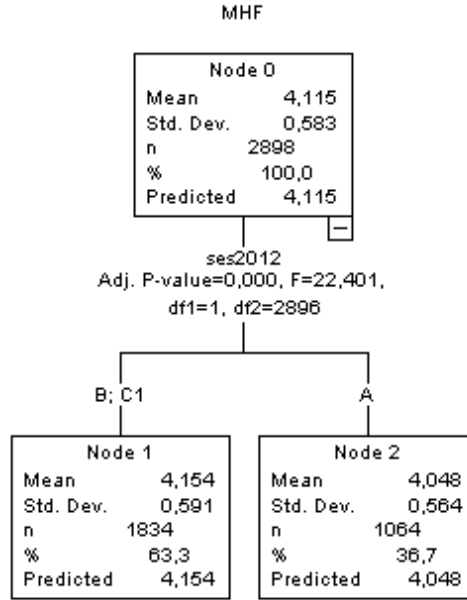 MHF
Node 0
Mean 4,115
Std. Dev. 0,583
n 2898
% 100,0
Predicted 4,115
ses2012
Adj. P-value=0,000, F=22,401,
df1=1, df2=2896
B; C1
A
Node 1
Mean 4,154
Std. Dev. 0,591
n 1834
% 63,3
Predicted 4,154
Node 2
Mean 4,048
Std. Dev. 0,564
n 1064
% 36,7
Predicted 4,048